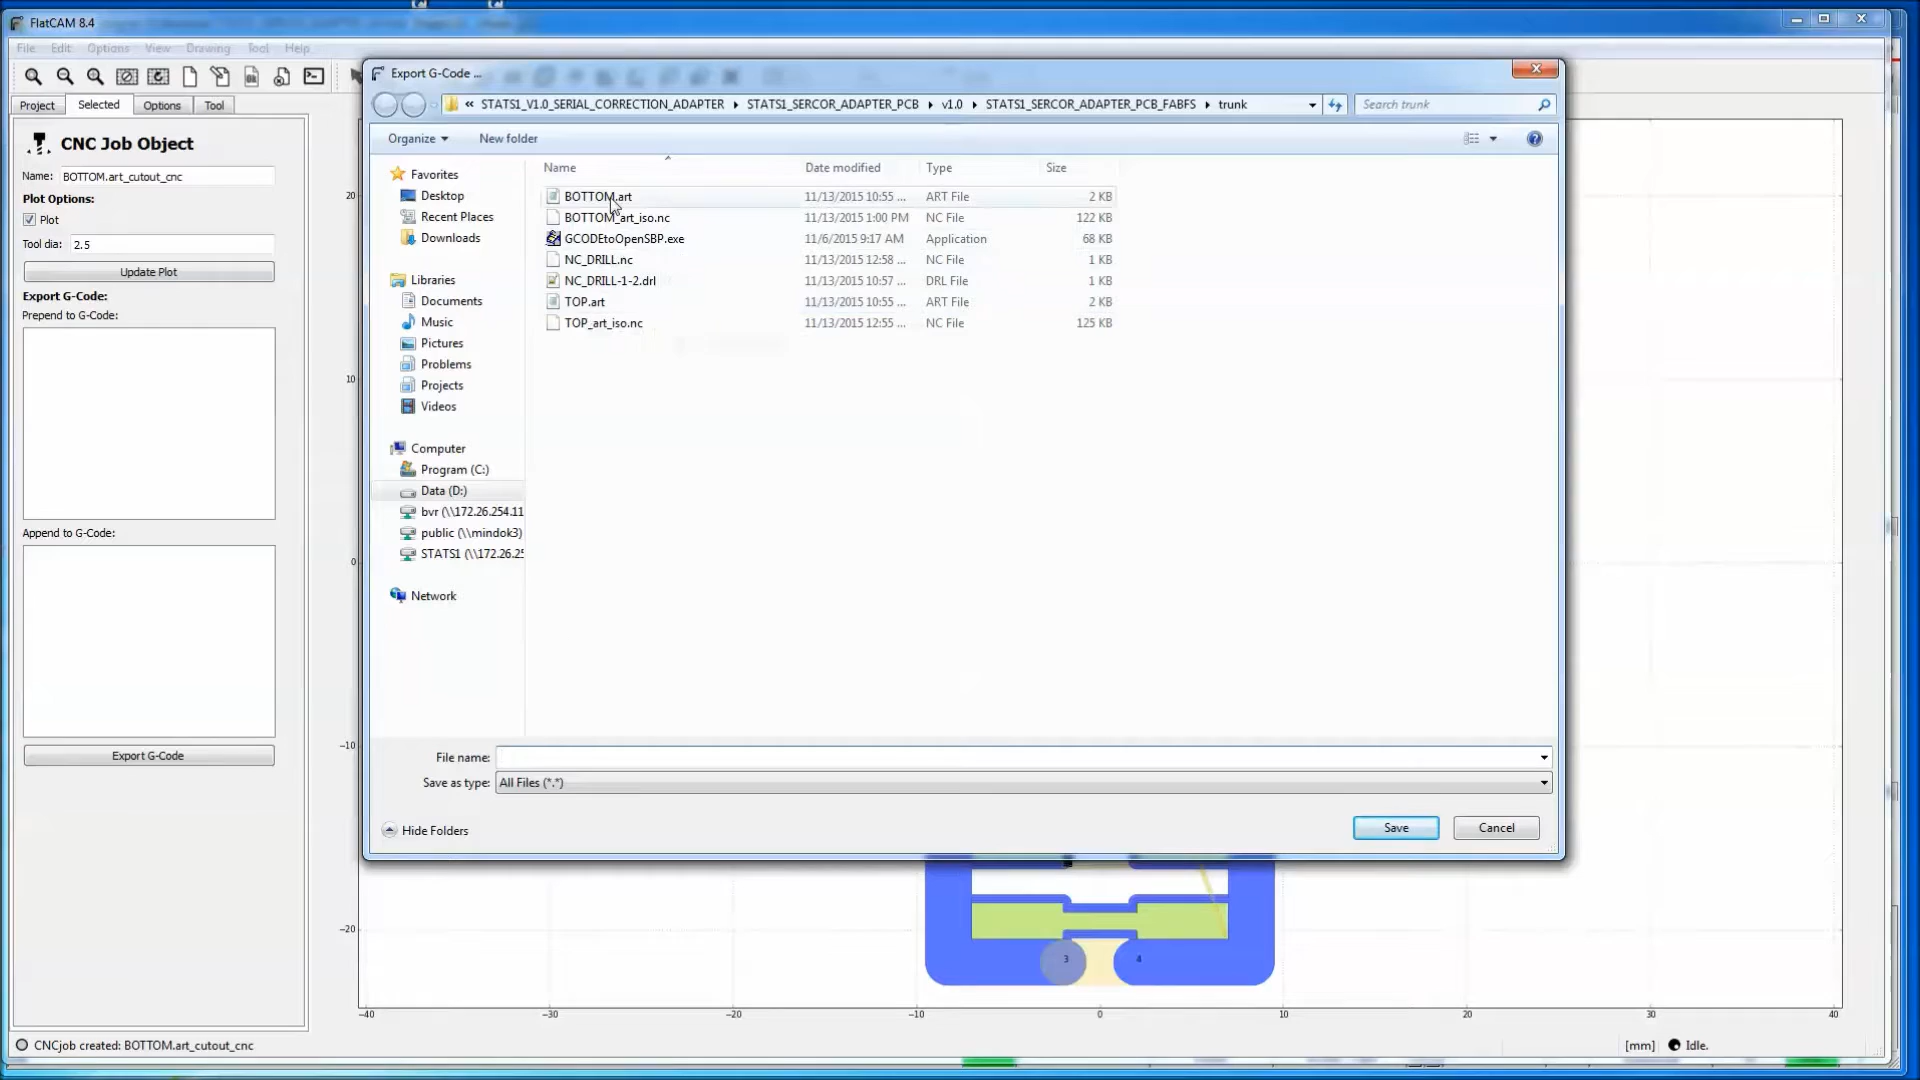 FlatCAM 8.4
File Edit Options View Drawing Tool Help
Project Selected Options Tool
CNC Job Object
Name: BOTTOM.art_cutout_cnc
Plot Options:
Plot
Tool dia: 2.5
Update Plot
Export G-Code:
Prepend to G-Code:
Append to G-Code:
Export G-Code
CNCjob created: BOTTOM.art_cutout_cnc
Export G-Code ...
« STATS1_V1.0_SERIAL_CORRECTION_ADAPTER STATS1_SERCOR_ADAPTER_PCB v1.0 STATS1_SERCOR_ADAPTER_PCB_FABFS trunk
Search trunk
Organize New folder
Favorites
Desktop
Recent Places
Downloads
Libraries
Documents
Music
Pictures
Problems
Projects
Videos
Computer
Program (C:)
Data (D:)
bvr (\\172.26.254.11
public (\\mindok3)
STATS1 (\\172.26.25
Network
Name Date modified Type Size
BOTTOM.art 11/13/2015 10:55 ... ART File 2 KB
BOTTOM_art_iso.nc 11/13/2015 1:00 PM NC File 122 KB
GCODEtoOpenSBP.exe 11/6/2015 9:17 AM Application 68 KB
NC_DRILL.nc 11/13/2015 12:58 ... NC File 1 KB
NC_DRILL-1-2.drl 11/13/2015 10:57 ... DRL File 1 KB
TOP.art 11/13/2015 10:55 ... ART File 2 KB
TOP_art_iso.nc 11/13/2015 12:55 ... NC File 125 KB
File name:
Save as type: All Files (*.*)
Hide Folders
Save Cancel
20
10
0
-10
-20
3 4
-40 -30 -20 -10 0 10 20 30 40
[mm] Idle.